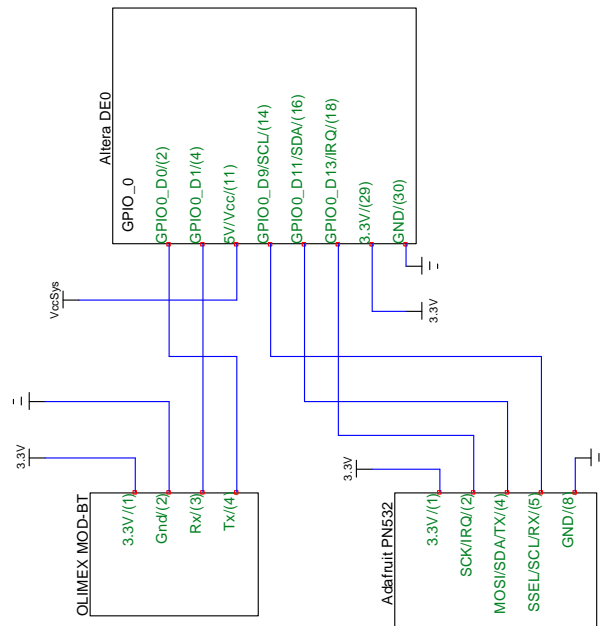 Altera DE0
GPIO_0
GPIO0_D0/(2)
GPIO0_D1/(4)
5V/Vcc/(11)
GPIO0_D9/SCL/(14)
GPIO0_D11/SDA/(16)
GPIO0_D13/IRQ/(18)
3.3V/(29)
GND/(30)
VccSys
3.3V
3.3V
OLIMEX MOD-BT
3.3V/(1)
Gnd/(2)
Rx/(3)
Tx/(4)
3.3V
Adafruit PN532
3.3V/(1)
SCK/IRQ/(2)
MOSI/SDA/TX/(4)
SSEL/SCL/RX/(5)
GND/(8)